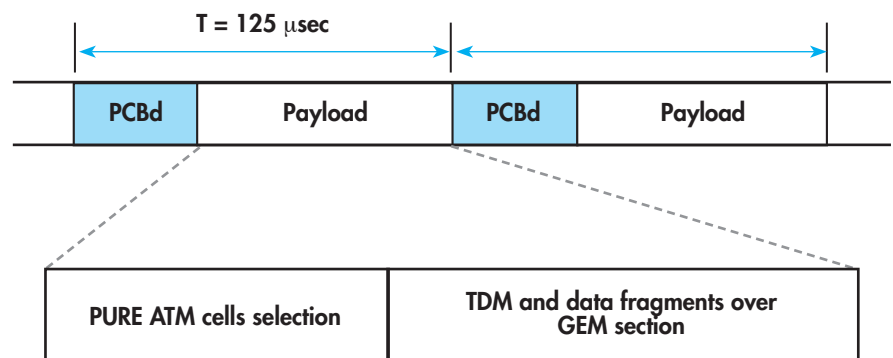 T = 125 μsec
PCBd
Payload
PCBd
Payload
PURE ATM cells selection
TDM and data fragments over
GEM section